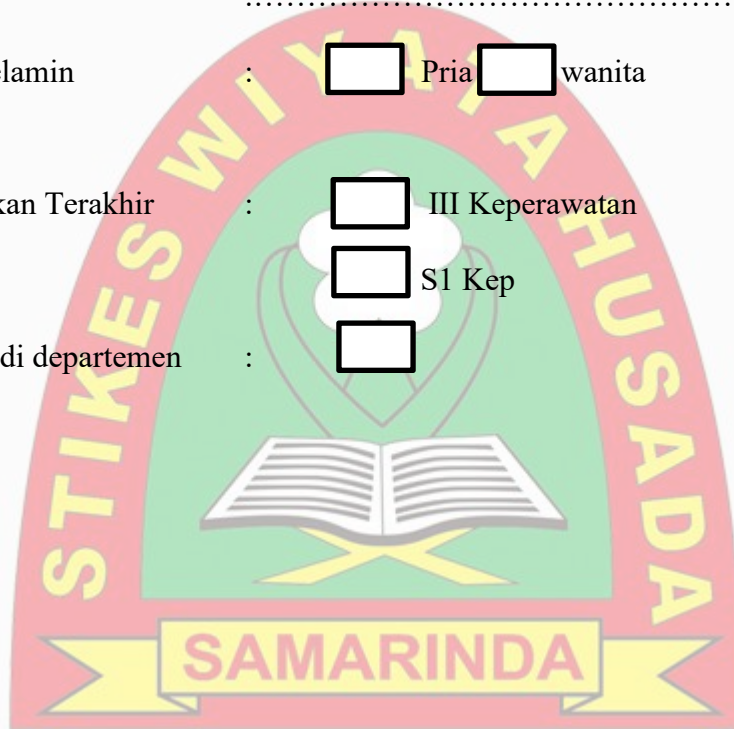 :………………………………………
elamin : Pria wanita
kan Terakhir : III Keperawatan
S1 Kep
di departemen :
STIKES WIYATA HUSADA
SAMARINDA